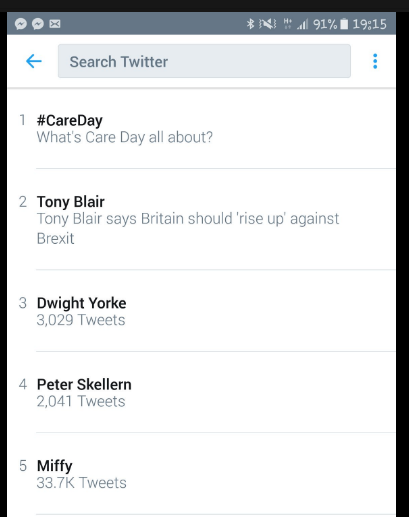 91% 19:15
Search Twitter
1 #CareDay
What's Care Day all about?
2 Tony Blair
Tony Blair says Britain should 'rise up' against
Brexit
3 Dwight Yorke
3,029 Tweets
4 Peter Skellern
2,041 Tweets
5 Miffy
33.7K Tweets